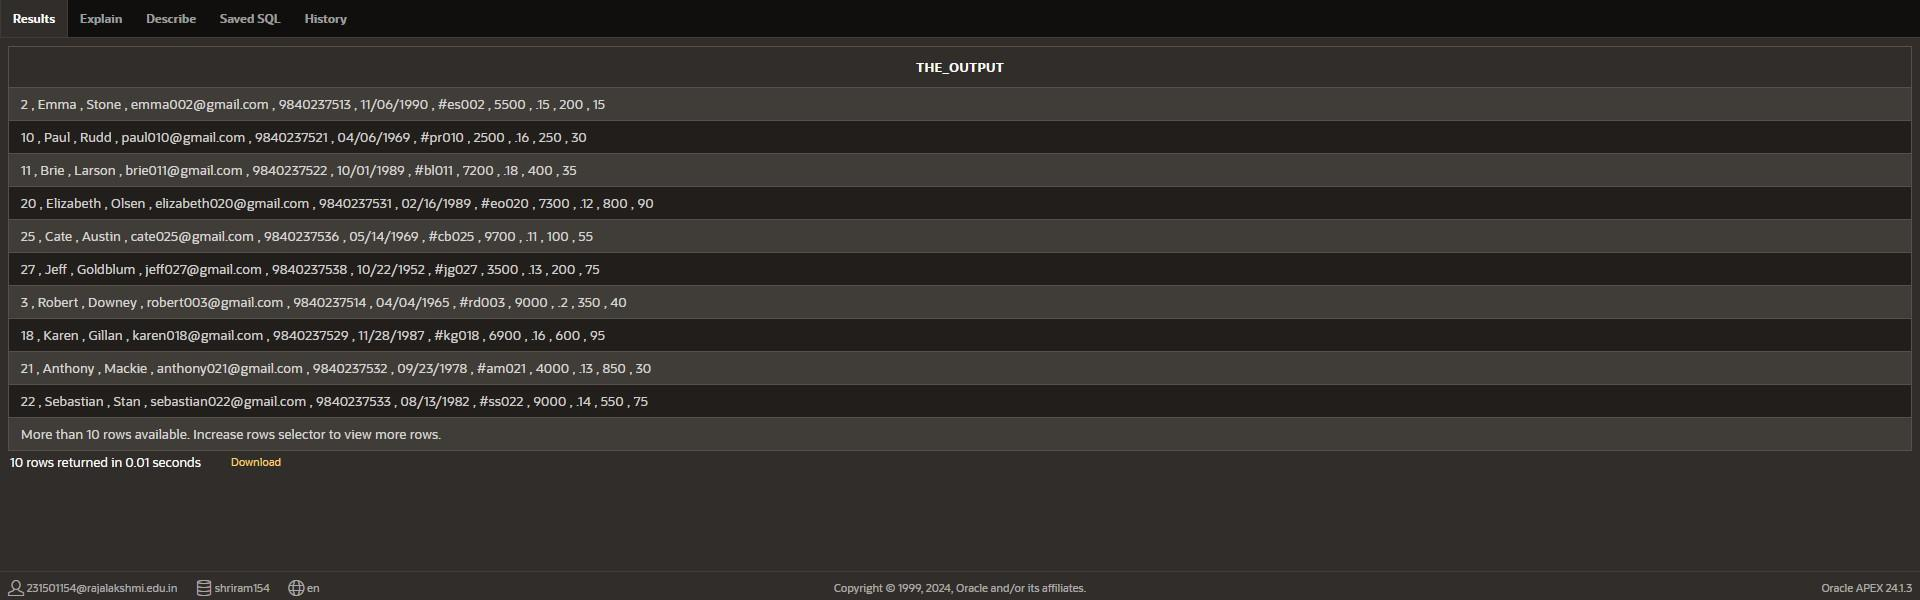 Results Explain Describe Saved SQL History
THE_OUTPUT
2 , Emma , Stone , emma002@gmail.com , 9840237513 , 11/06/1990 , #es002 , 5500 , .15 , 200 , 15
10 , Paul , Rudd , paul010@gmail.com , 9840237521 , 04/06/1969 , #pr010 , 2500 , .16 , 250 , 30
11 , Brie , Larson , brie011@gmail.com , 9840237522 , 10/01/1989 , #bl011 , 7200 , .18 , 400 , 35
20 , Elizabeth , Olsen , elizabeth020@gmail.com , 9840237531 , 02/16/1989 , #eo020 , 7300 , .12 , 800 , 90
25 , Cate , Austin , cate025@gmail.com , 9840237536 , 05/14/1969 , #cb025 , 9700 , .11 , 100 , 55
27 , Jeff , Goldblum , jeff027@gmail.com , 9840237538 , 10/22/1952 , #jg027 , 3500 , .13 , 200 , 75
3 , Robert , Downey , robert003@gmail.com , 9840237514 , 04/04/1965 , #rd003 , 9000 , .2 , 350 , 40
18 , Karen , Gillan , karen018@gmail.com , 9840237529 , 11/28/1987 , #kg018 , 6900 , .16 , 600 , 95
21 , Anthony , Mackie , anthony021@gmail.com , 9840237532 , 09/23/1978 , #am021 , 4000 , .13 , 850 , 30
22 , Sebastian , Stan , sebastian022@gmail.com , 9840237533 , 08/13/1982 , #ss022 , 9000 , .14 , 550 , 75
More than 10 rows available. Increase rows selector to view more rows.
10 rows returned in 0.01 seconds Download
231501154@rajalakshmi.edu.in shriram154 en Copyright © 1999, 2024, Oracle and/or its affiliates. Oracle APEX 24.1.3